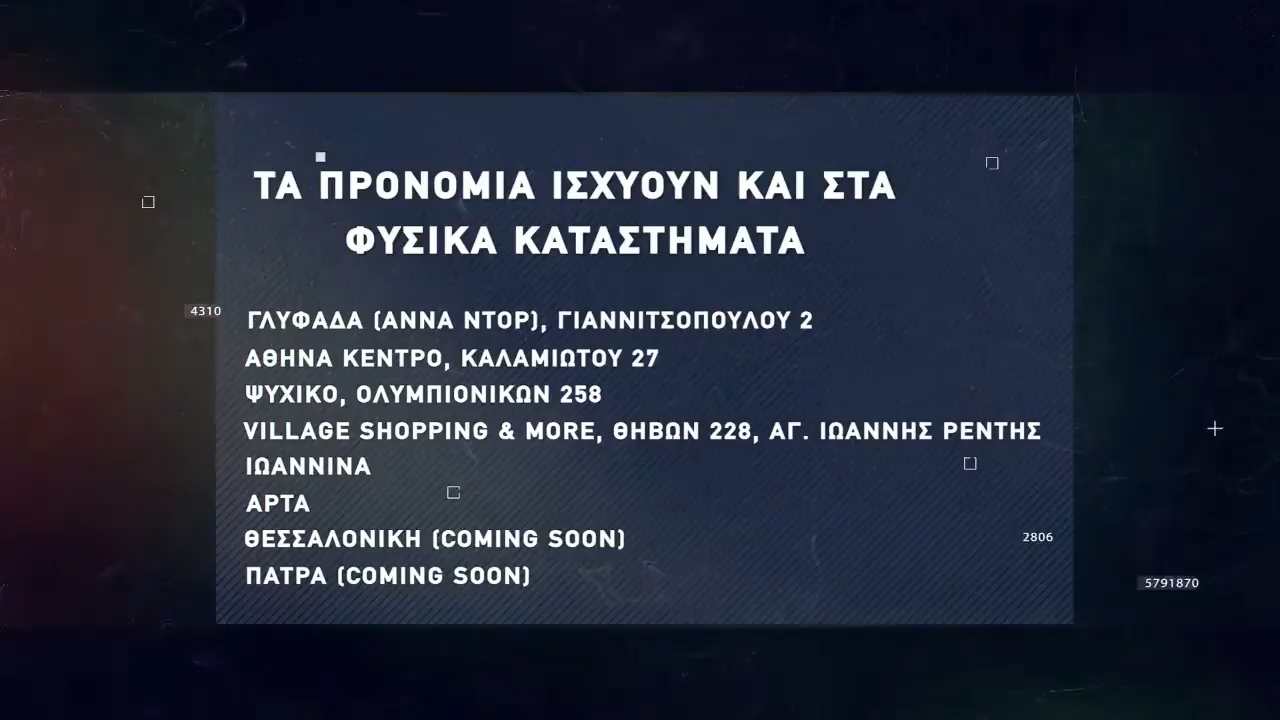 ΤΑ ΠΡΟΝΟΜΙΑ ΙΣΧΥΟΥΝ ΚΑΙ ΣΤΑ
ΦΥΣΙΚΑ ΚΑΤΑΣΤΗΜΑΤΑ
4310
ΓΛΥΦΑΔΑ (ΑΝΝΑ ΝΤΟΡ), ΓΙΑΝΝΙΤΣΟΠΟΥΛΟΥ 2
ΑΘΗΝΑ ΚΕΝΤΡΟ, ΚΑΛΑΜΙΩΤΟΥ 27
ΨΥΧΙΚΟ, ΟΛΥΜΠΙΟΝΙΚΩΝ 258
VILLAGE SHOPPING & MORE, ΘΗΒΩΝ 228, ΑΓ. ΙΩΑΝΝΗΣ ΡΕΝΤΗΣ
ΙΩΑΝΝΙΝΑ
ΑΡΤΑ
ΘΕΣΣΑΛΟΝΙΚΗ (COMING SOON)
2806
ΠΑΤΡΑ (COMING SOON)
5791870